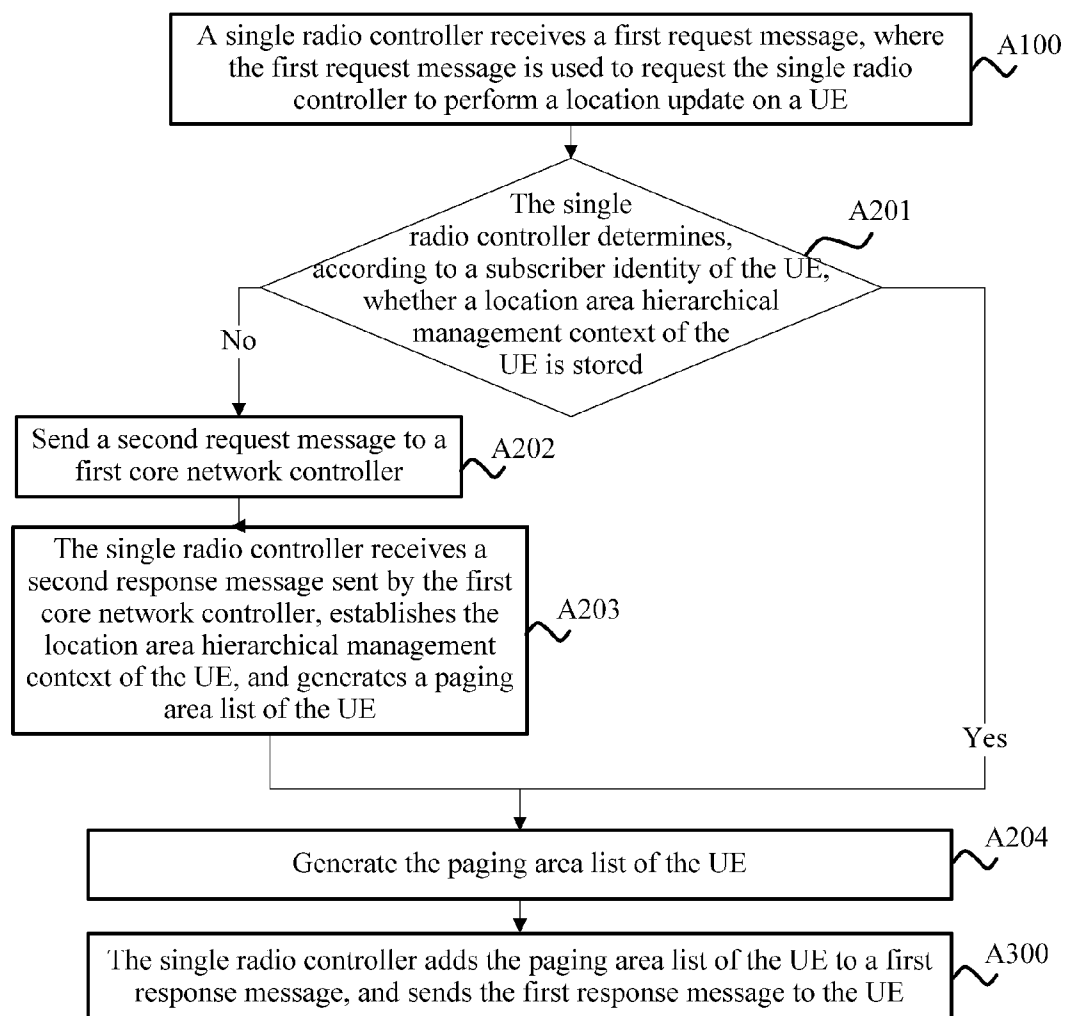 A single radio controller receives a first request message, where
the first request message is used to request the single radio
controller to perform a location update on a UE
A100
The single
radio controller determines,
according to a subscriber identity of the UE,
whether a location area hierarchical
management context of the
UE is stored
A201
No
Send a second request message to a
first core network controller
A202
The single radio controller receives a
second response message sent by the first
core network controller, establishes the
location area hierarchical management
context of the UE, and generates a paging
area list of the UE
A203
Yes
Generate the paging area list of the UE
A204
The single radio controller adds the paging area list of the UE to a first
response message, and sends the first response message to the UE
A300